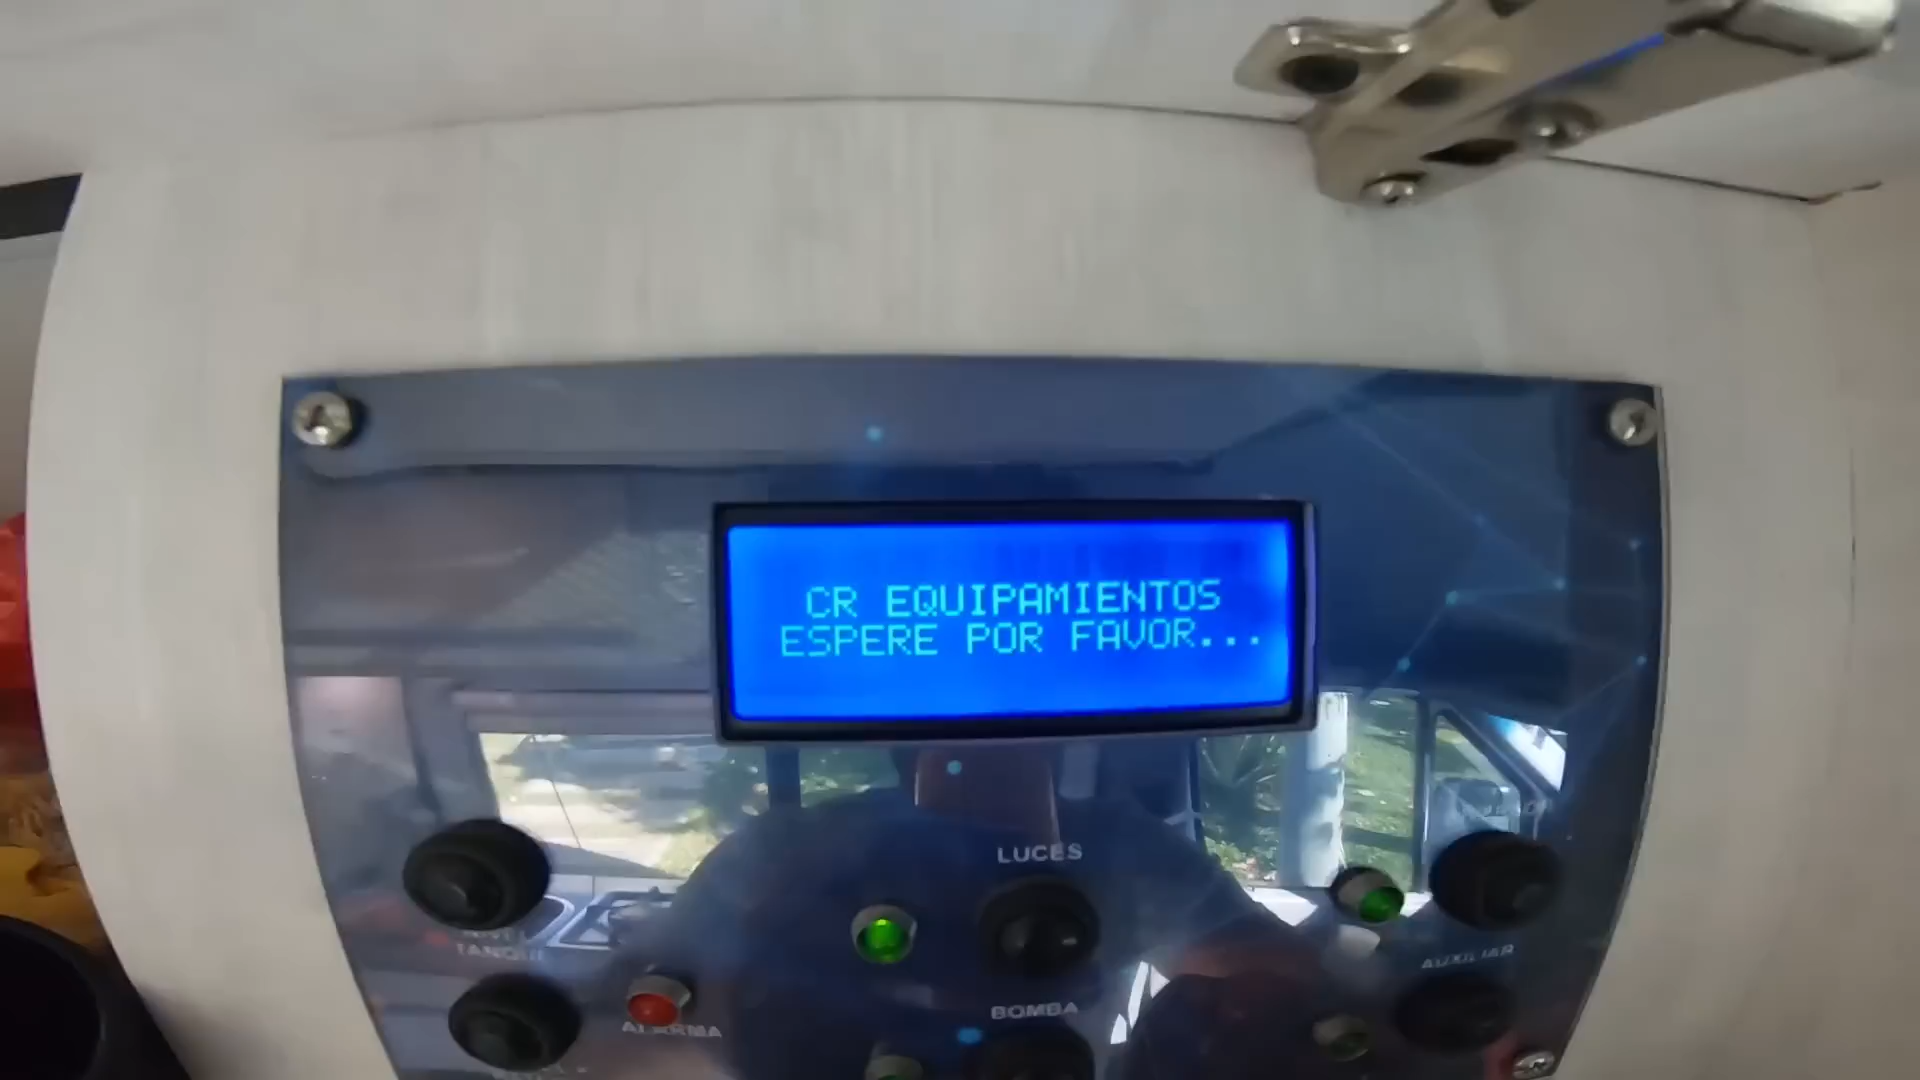 CR EQUIPAMIENTOS
ESPERE POR FAVOR...
LUCES
TANQUE
AUXILIAR
BOMBA
ALARMA